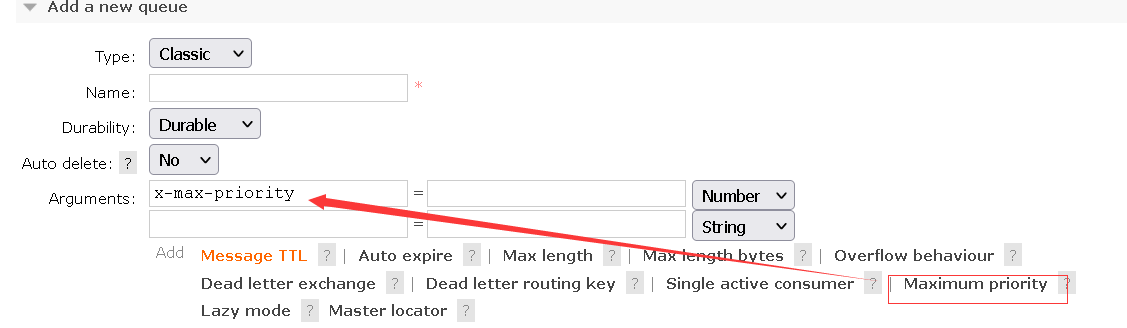 Add a new queue
Type: Classic
Name: *
Durability: Durable
Auto delete: ? No
Arguments: x-max-priority = Number
= String
Add Message TTL ? | Auto expire ? | Max length ? | Max length bytes ? | Overflow behaviour ?
Dead letter exchange ? | Dead letter routing key ? | Single active consumer ? | Maximum priority ?
Lazy mode ? Master locator ?